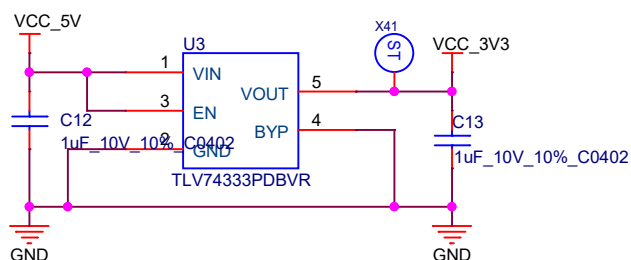 VCC_5V
U3
X41
ST
VCC_3V3
1
VIN
5
VOUT
3
EN
C12
4
BYP
C13
1uF_10V_10%_C0402
2
GND
1uF_10V_10%_C0402
TLV74333PDBVR
GND
GND